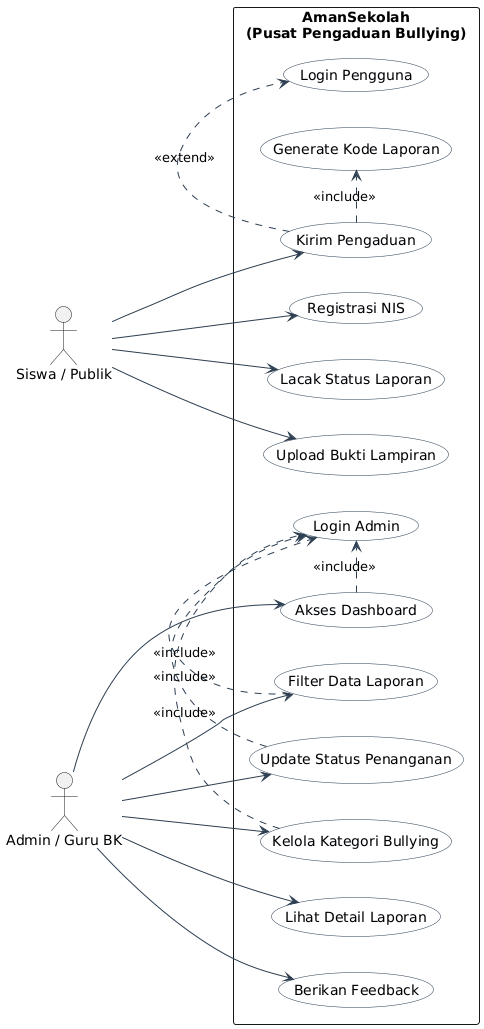 AmanSekolah
(Pusat Pengaduan Bullying)
Login Pengguna
Generate Kode Laporan
«extend»
«include»
Kirim Pengaduan
Registrasi NIS
Siswa / Publik
Lacak Status Laporan
Upload Bukti Lampiran
Login Admin
«include»
Akses Dashboard
«include»
«include»
Filter Data Laporan
«include»
Update Status Penanganan
Admin / Guru BK
Kelola Kategori Bullying
Lihat Detail Laporan
Berikan Feedback